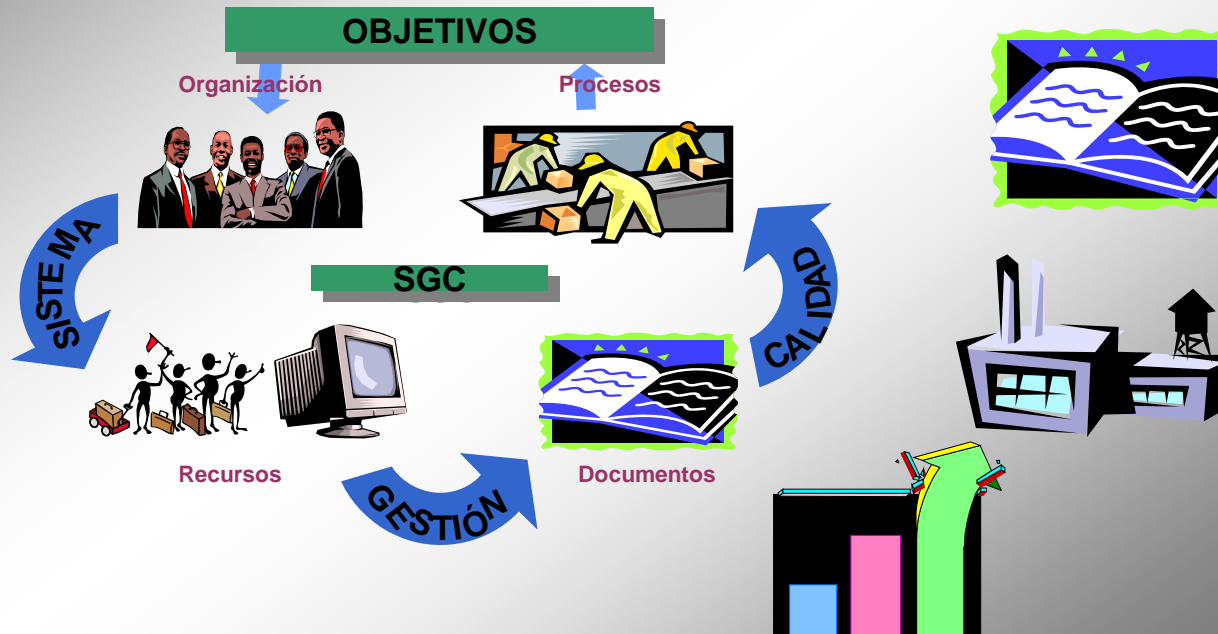 OBJETIVOS
Organización
Procesos
SISTEMA
SGC
CALIDAD
Recursos
Documentos
GESTIÓN